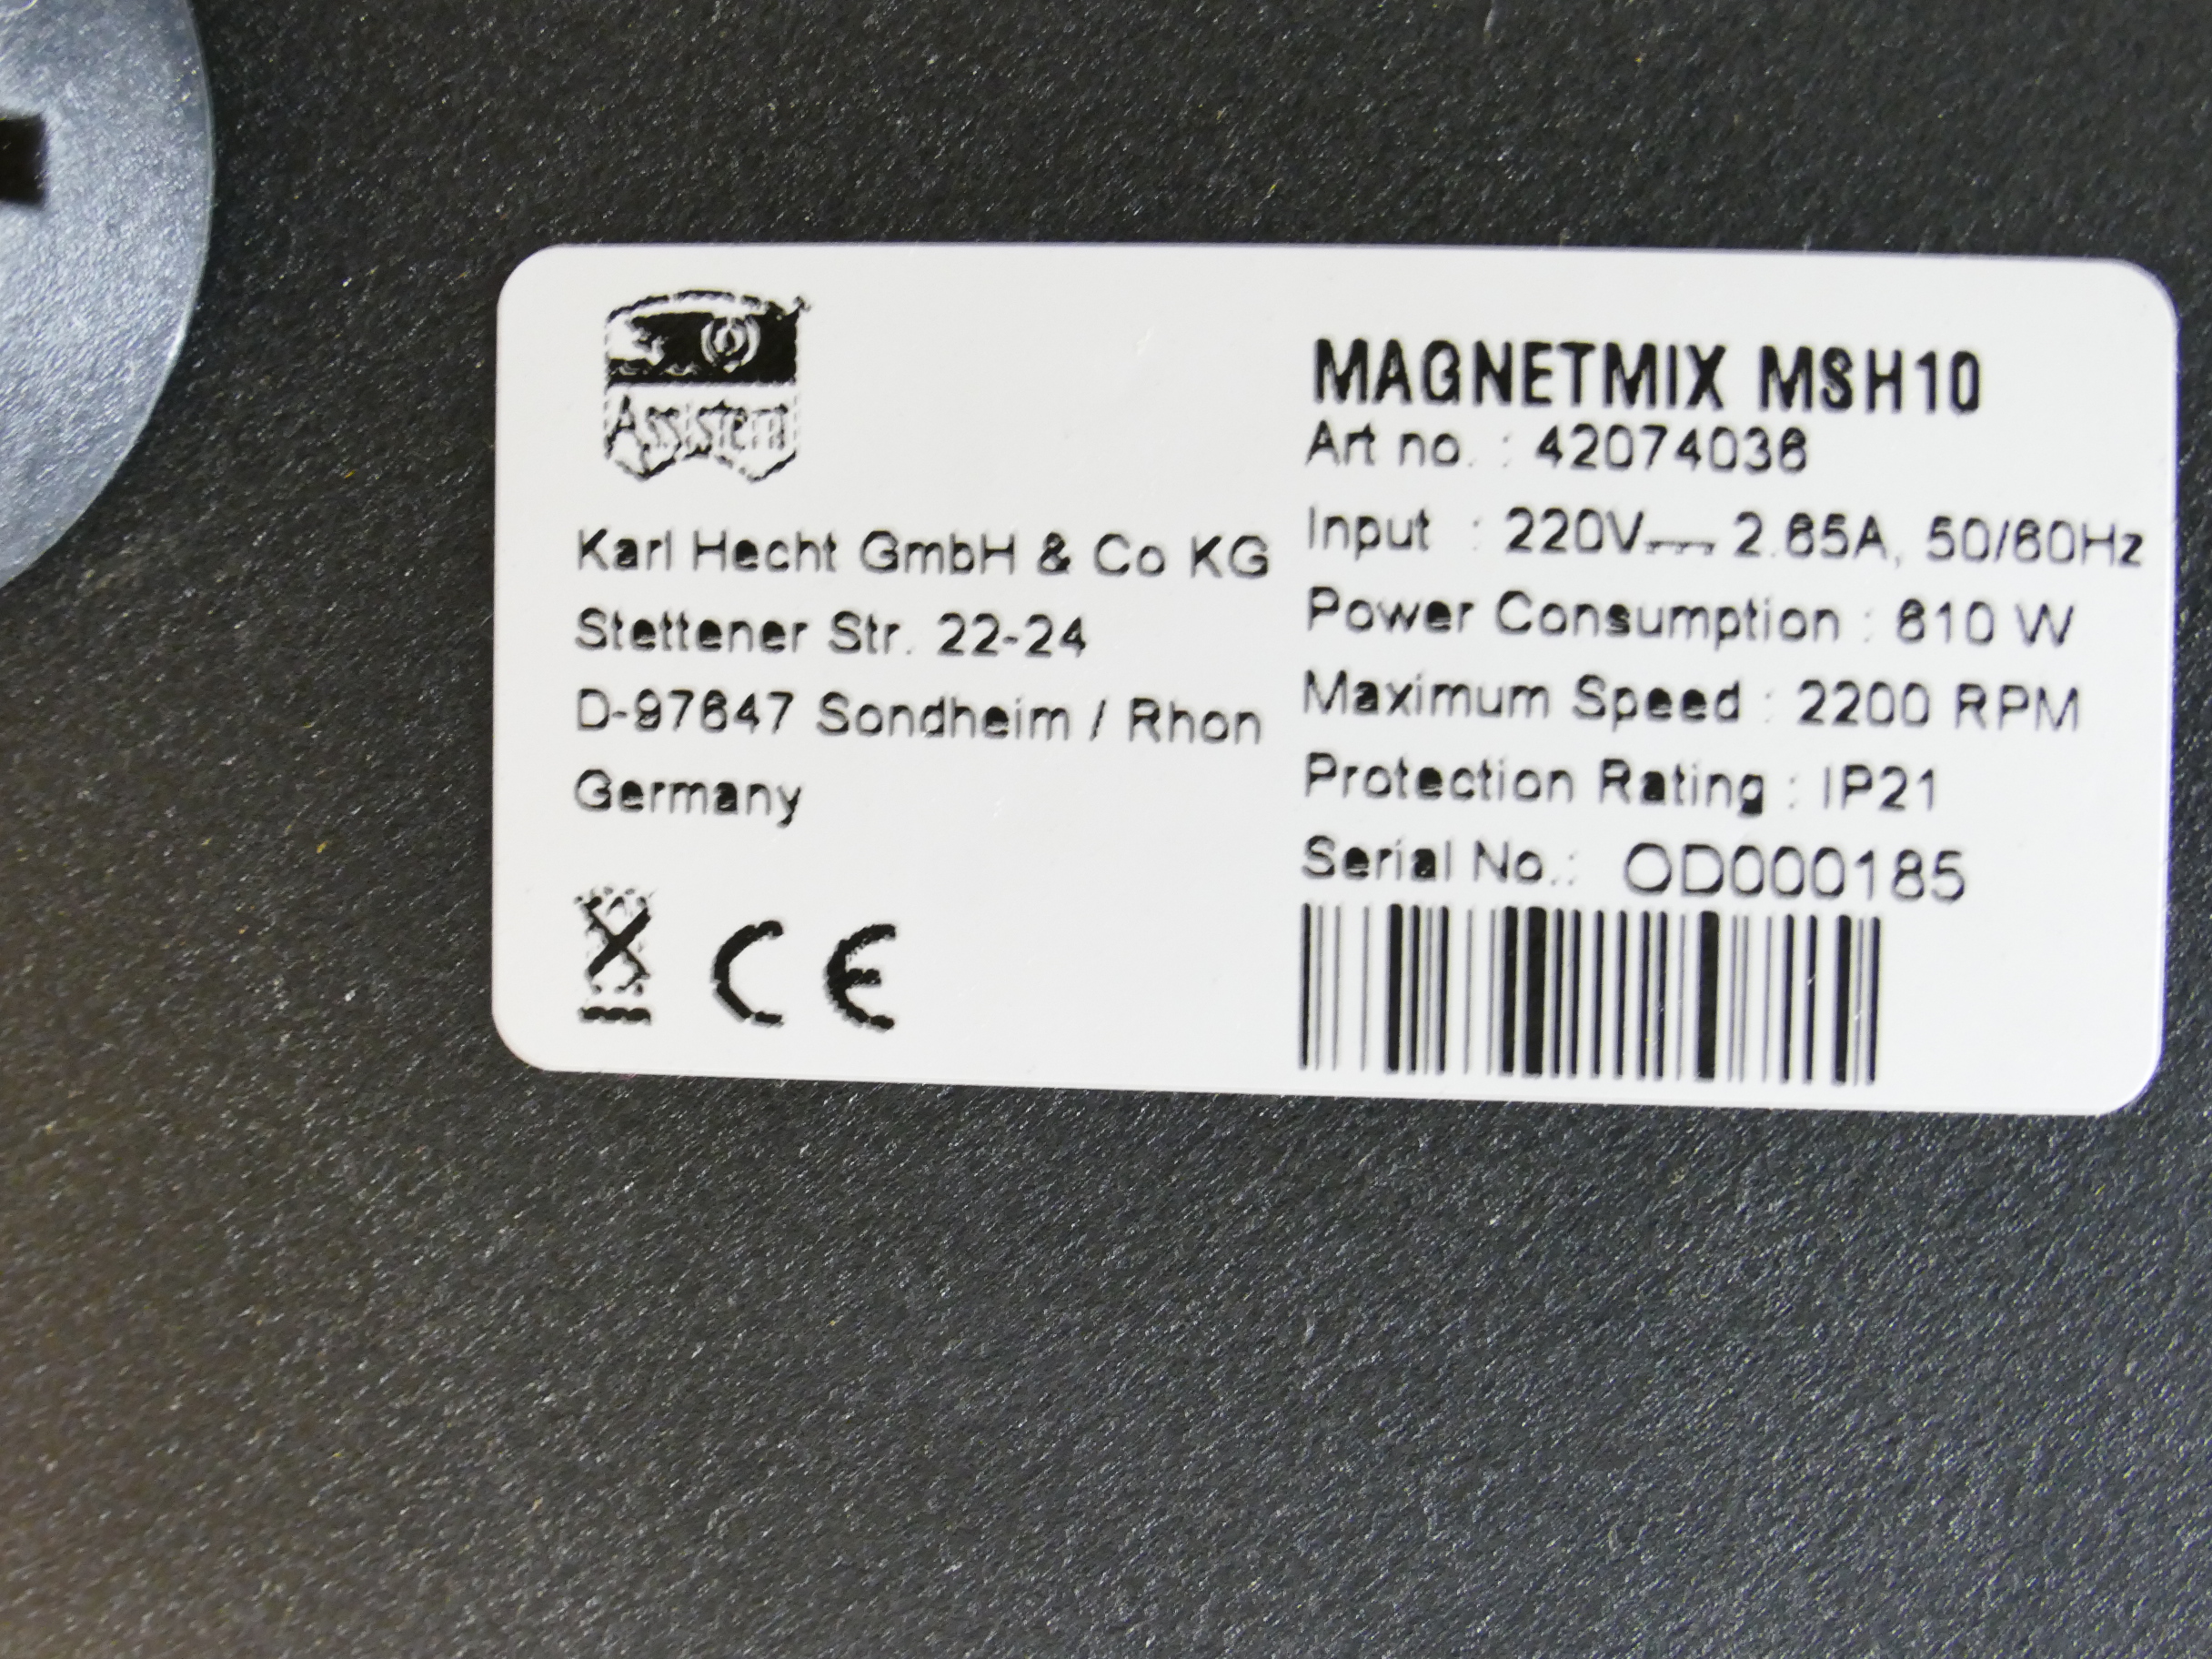 Assistent
Karl Hecht GmbH & Co KG
Stettener Str. 22-24
D-97647 Sondheim / Rhon
Germany
CE
MAGNETMIX MSH10
Art no. : 42074036
Input : 220V⎓ 2.65A, 50/60Hz
Power Consumption : 610 W
Maximum Speed : 2200 RPM
Protection Rating : IP21
Serial No.: OD000185